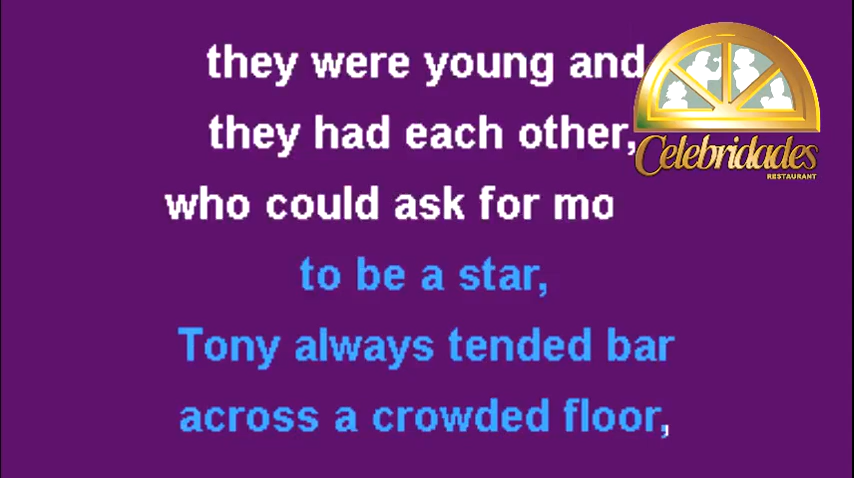 they were young and
they had each other,
who could ask for mo
to be a star,
Tony always tended bar
across a crowded floor,
Celebridades
RESTAURANT